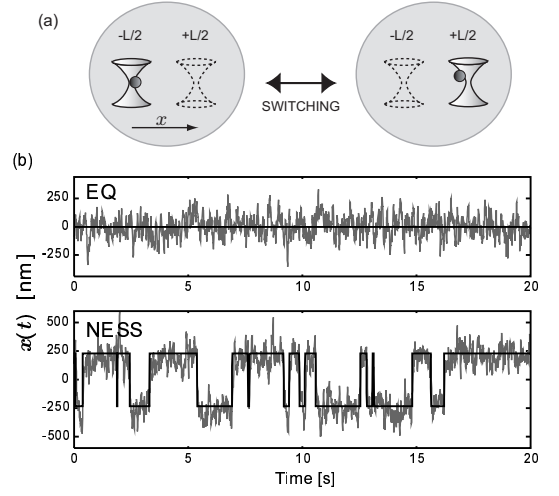 (a)
-L/2 +L/2 -L/2 +L/2
SWITCHING
x
(b)
EQ
250
0
-250
0 5 10 15 20
x(t) [nm]
NESS
500
250
0
-250
-500
0 5 10 15 20
Time [s]